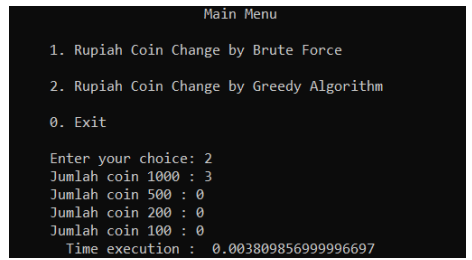 Main Menu
1. Rupiah Coin Change by Brute Force
2. Rupiah Coin Change by Greedy Algorithm
0. Exit
Enter your choice: 2
Jumlah coin 1000 : 3
Jumlah coin 500 : 0
Jumlah coin 200 : 0
Jumlah coin 100 : 0
Time execution :  0.003809856999996697